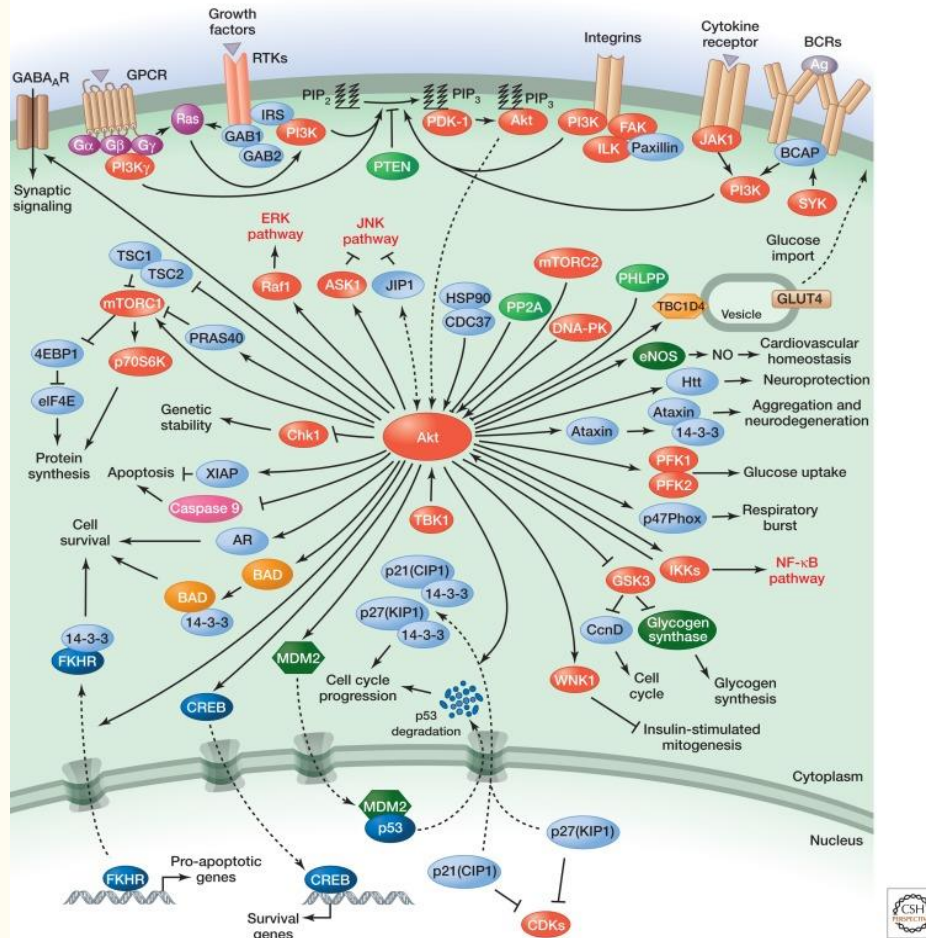 Growth
factors
RTKs
GABAAR
GPCR
Integrins
Cytokine
receptor
BCRs
Ag
PIP2
PIP3
PIP3
Ras
IRS
GAB1
PI3K
GAB2
Gα
Gβ
Gγ
PI3Kγ
PDK-1
Akt
PTEN
PI3K
FAK
ILK
Paxillin
JAK1
PI3K
BCAP
SYK
Synaptic
signaling
ERK
pathway
JNK
pathway
Glucose
import
TSC1
TSC2
mTORC1
Raf1
ASK1
JIP1
HSP90
CDC37
PP2A
mTORC2
DNA-PK
PHLPP
TBC1D4
Vesicle
GLUT4
PRAS40
4EBP1
p70S6K
eIF4E
Protein
synthesis
eNOS
NO
Cardiovascular
homeostasis
Htt
Neuroprotection
Ataxin
Ataxin
14-3-3
Aggregation and
neurodegeneration
Genetic
stability
Chk1
Akt
PFK1
PFK2
Glucose uptake
Apoptosis
XIAP
Caspase 9
TBK1
p47Phox
Respiratory
burst
Cell
survival
AR
BAD
BAD
14-3-3
p21(CIP1)
14-3-3
p27(KIP1)
14-3-3
GSK3
IKKs
NF-κB
pathway
CcnD
Glycogen
synthase
14-3-3
FKHR
MDM2
Cell cycle
progression
WNK1
Cell
cycle
Glycogen
synthesis
CREB
p53
degradation
Insulin-stimulated
mitogenesis
Cytoplasm
Nucleus
MDM2
p53
p27(KIP1)
p21(CIP1)
CDKs
FKHR
Pro-apoptotic
genes
CREB
Survival
genes
CSH
PERSPECTIVES